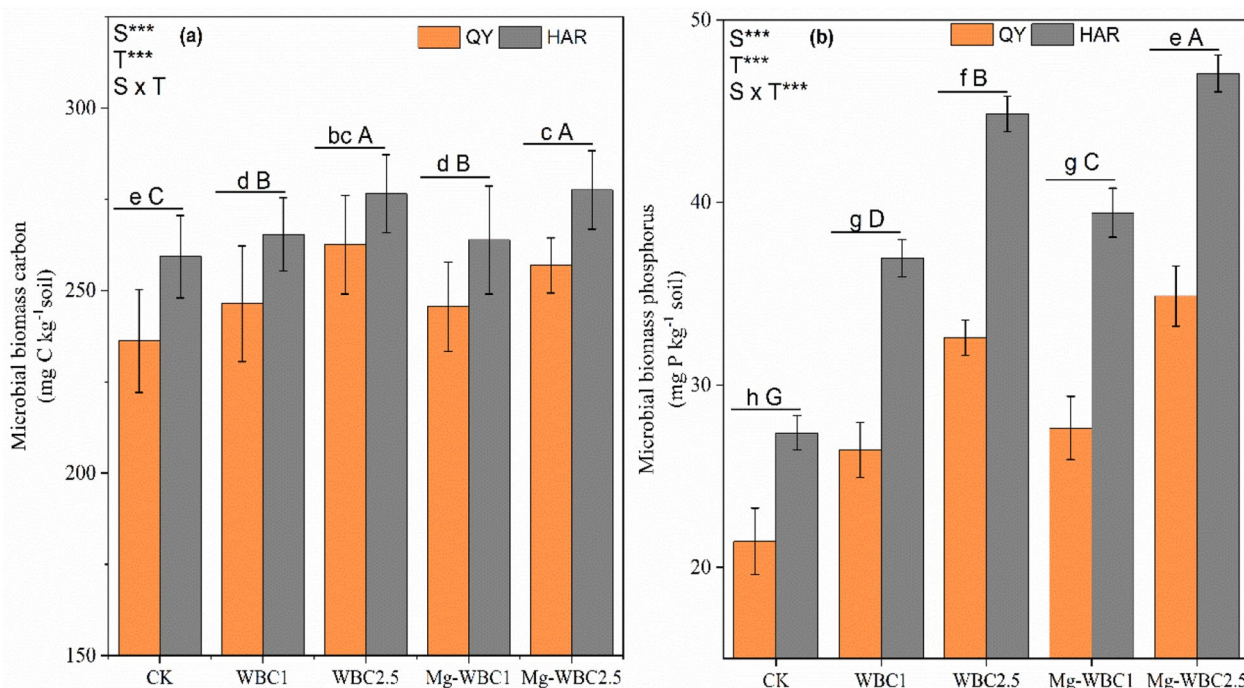 S***
T***
S x T
(a)
QY
HAR
Microbial biomass carbon
(mg C kg⁻¹soil)
300
250
200
150
e C
d B
bc A
d B
c A
CK
WBC1
WBC2.5
Mg-WBC1
Mg-WBC2.5
S***
T***
S x T***
(b)
QY
HAR
Microbial biomass phosphorus
(mg P kg⁻¹ soil)
50
40
30
20
h G
g D
f B
g C
e A
CK
WBC1
WBC2.5
Mg-WBC1
Mg-WBC2.5